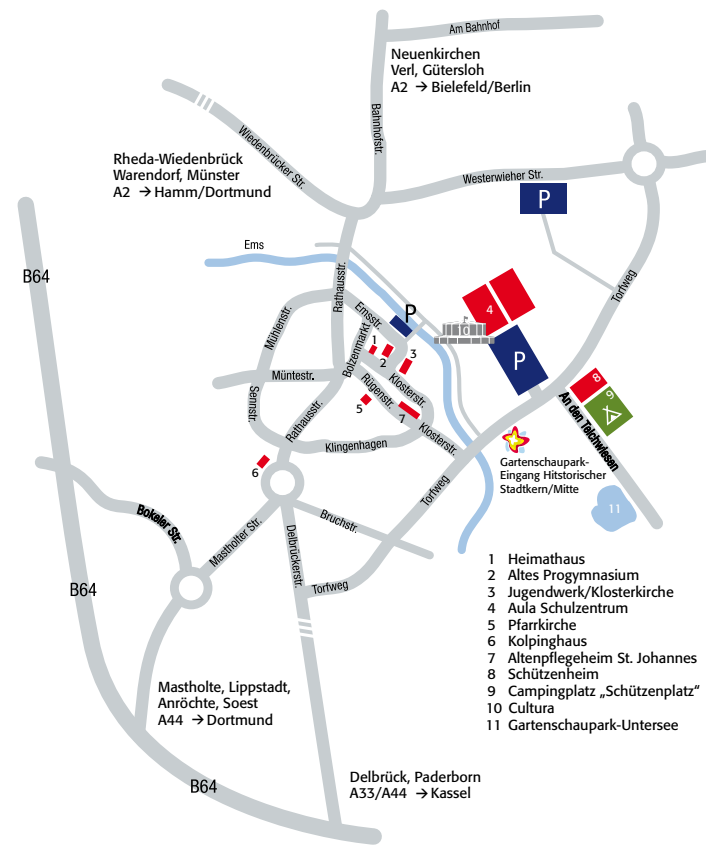 Am Bahnhof
Neuenkirchen
Verl, Gütersloh
A2 → Bielefeld/Berlin
Bahnhofstr.
Wiedenbrücker Str.
Rheda-Wiedenbrück
Warendorf, Münster
A2 → Hamm/Dortmund
Westerwieher Str.
P
Ems
B64
Rathausstr.
Torfweg
Mühlenstr.
Emsstr.
P
4
10
Bolzenmarkt
1
2
3
P
Müntestr.
Rügenstr.
Klosterstr.
8
9
An den Teichwiesen
Sennstr.
5
7
Rathausstr.
Klosterstr.
Klingenhagen
Gartenschaupark-
Eingang Hitstorischer
Stadtkern/Mitte
6
Torfweg
11
Bokeler Str.
Mastholter Str.
Bruchstr.
Delbrückerstr.
Torfweg
B64
1 Heimathaus
2 Altes Progymnasium
3 Jugendwerk/Klosterkirche
4 Aula Schulzentrum
5 Pfarrkirche
6 Kolpinghaus
7 Altenpflegeheim St. Johannes
8 Schützenheim
9 Campingplatz „Schützenplatz“
10 Cultura
11 Gartenschaupark-Untersee
Mastholte, Lippstadt,
Anröchte, Soest
A44 → Dortmund
B64
Delbrück, Paderborn
A33/A44 → Kassel